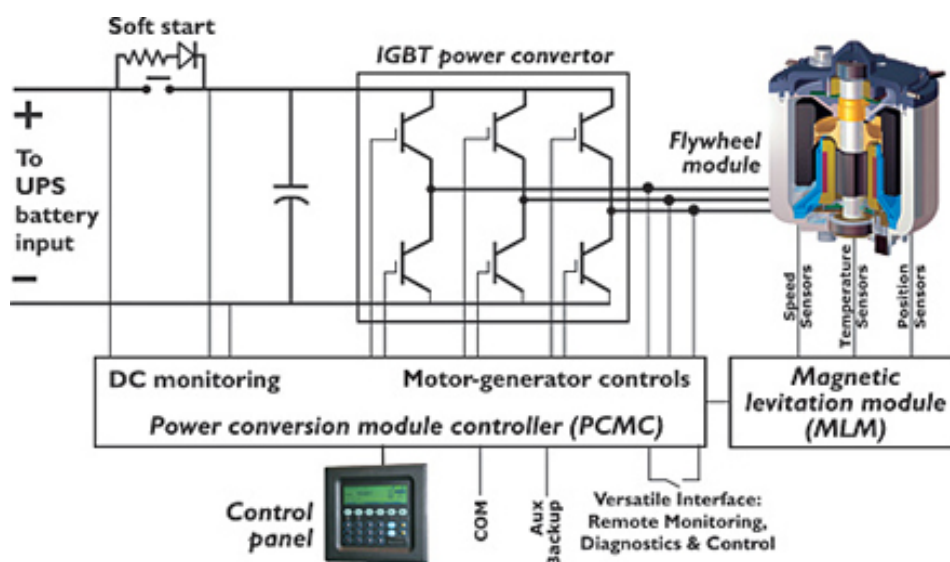 Soft start
IGBT power convertor
+
To
UPS
battery
input
–
Flywheel
module
Speed
Sensors
Temperature
Sensors
Position
Sensors
DC monitoring
Motor-generator controls
Power conversion module controller (PCMC)
Magnetic
levitation module
(MLM)
Control
panel
COM
Aux
Backup
Versatile Interface:
Remote Monitoring,
Diagnostics & Control